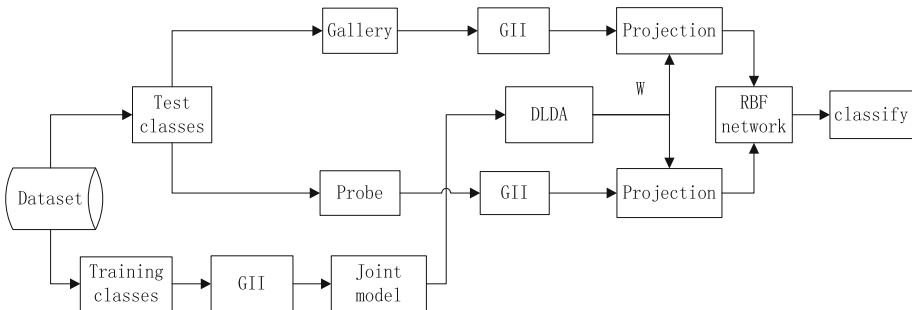 Gallery
GII
Projection
Test
classes
W
DLDA
RBF
network
classify
Dataset
Probe
GII
Projection
Training
classes
GII
Joint
model